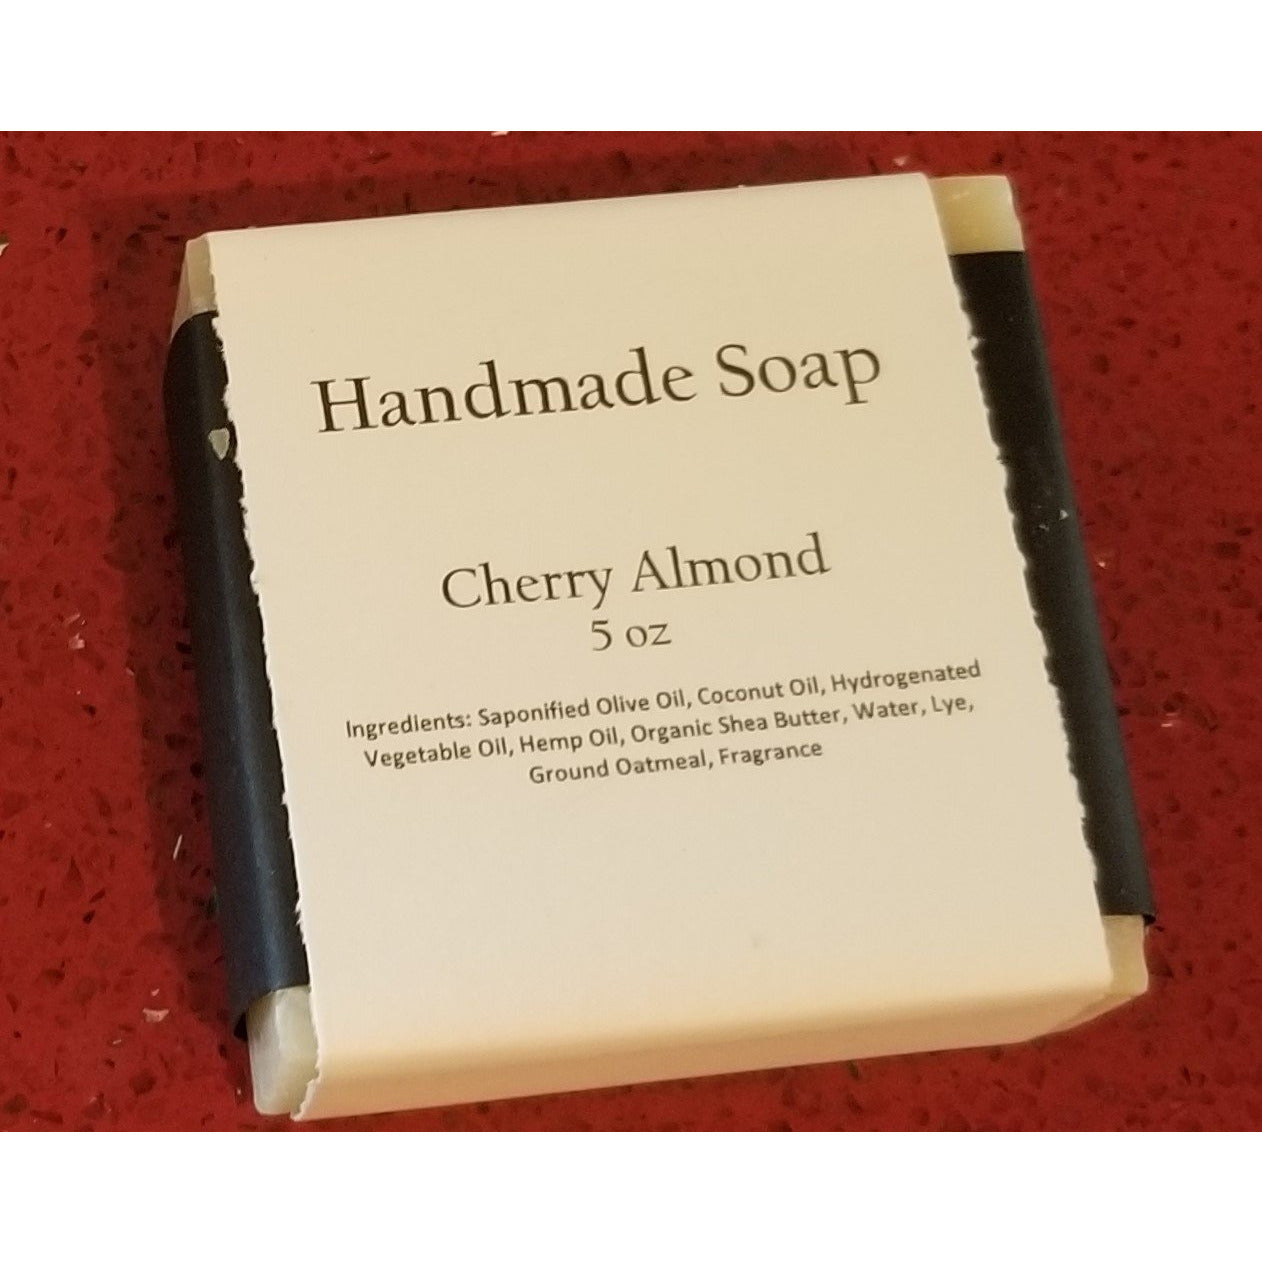 Handmade Soap
Cherry Almond
5 oz
Ingredients: Saponified Olive Oil, Coconut Oil, Hydrogenated
Vegetable Oil, Hemp Oil, Organic Shea Butter, Water, Lye,
Ground Oatmeal, Fragrance